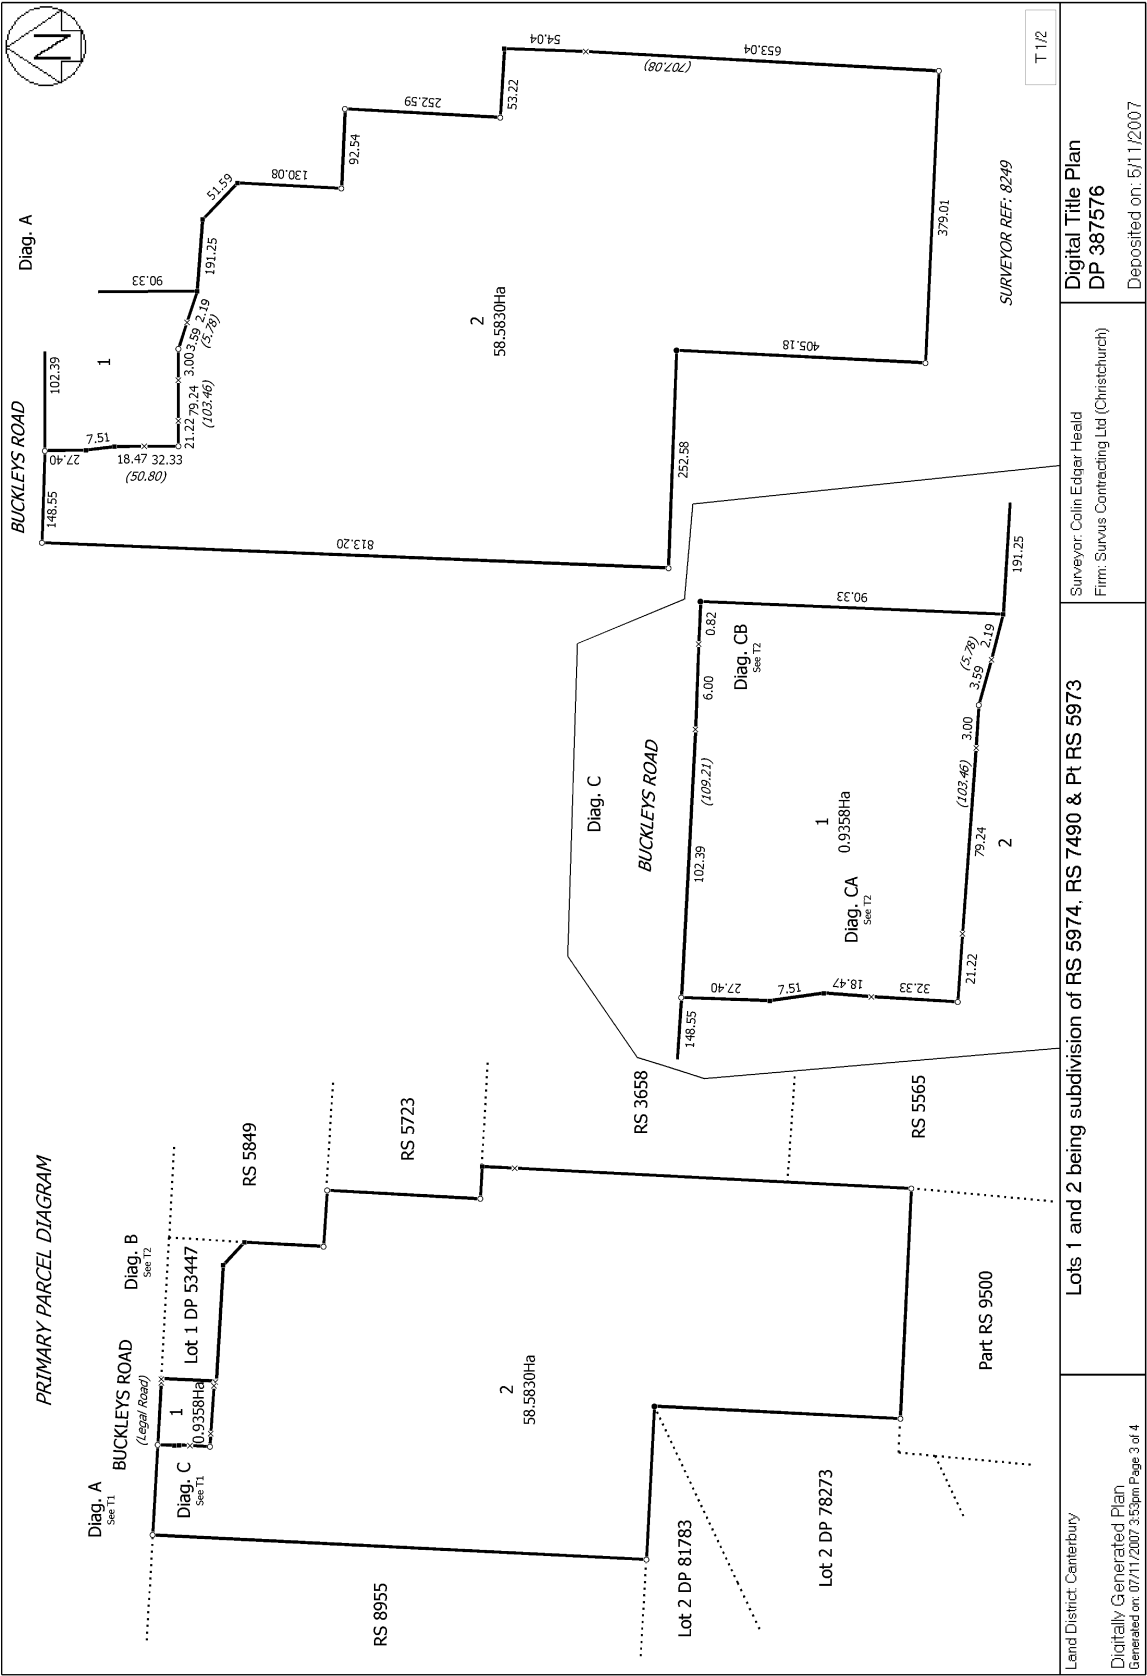 PRIMARY PARCEL DIAGRAM
Diag. A
See T1
BUCKLEYS ROAD
(Legal Road)
Diag. B
See T2
Diag. C
See T1
1
0.9358Ha
Lot 1 DP 53447
RS 5849
RS 5723
RS 3658
RS 5565
2
58.5830Ha
RS 8955
Lot 2 DP 81783
Lot 2 DP 78273
Part RS 9500
Diag. C
BUCKLEYS ROAD
148.55
102.39
(109.21)
6.00
0.82
27.40
7.51
18.47
32.33
Diag. CA
See T2
1
0.9358Ha
Diag. CB
See T2
90.33
21.22
79.24
(103.46)
3.00
3.59
(5.78)
2.19
191.25
2
Diag. A
BUCKLEYS ROAD
148.55
102.39
27.40
7.51
18.47
32.33
(50.80)
1
90.33
21.22
79.24
(103.46)
3.00
3.59
2.19
(5.78)
191.25
51.59
130.08
92.54
252.59
53.22
54.04
(707.08)
653.04
2
58.5830Ha
813.20
252.58
405.18
379.01
SURVEYOR REF: 8249
N
T 1/2
Land District: Canterbury
Digitally Generated Plan
Generated on: 07/11/2007 3:53pm Page 3 of 4
Lots 1 and 2 being subdivision of RS 5974, RS 7490 & Pt RS 5973
Surveyor: Colin Edgar Heald
Firm: Survus Contracting Ltd (Christchurch)
Digital Title Plan
DP 387576
Deposited on: 5/11/2007